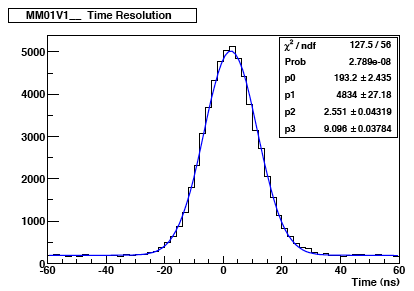 MM01V1__ Time Resolution
χ² / ndf 127.5 / 56
Prob 2.789e-08
p0 193.2 ± 2.435
p1 4834 ± 27.18
p2 2.551 ± 0.04319
p3 9.096 ± 0.03784
5000
4000
3000
2000
1000
0
-60 -40 -20 0 20 40 60
Time (ns)